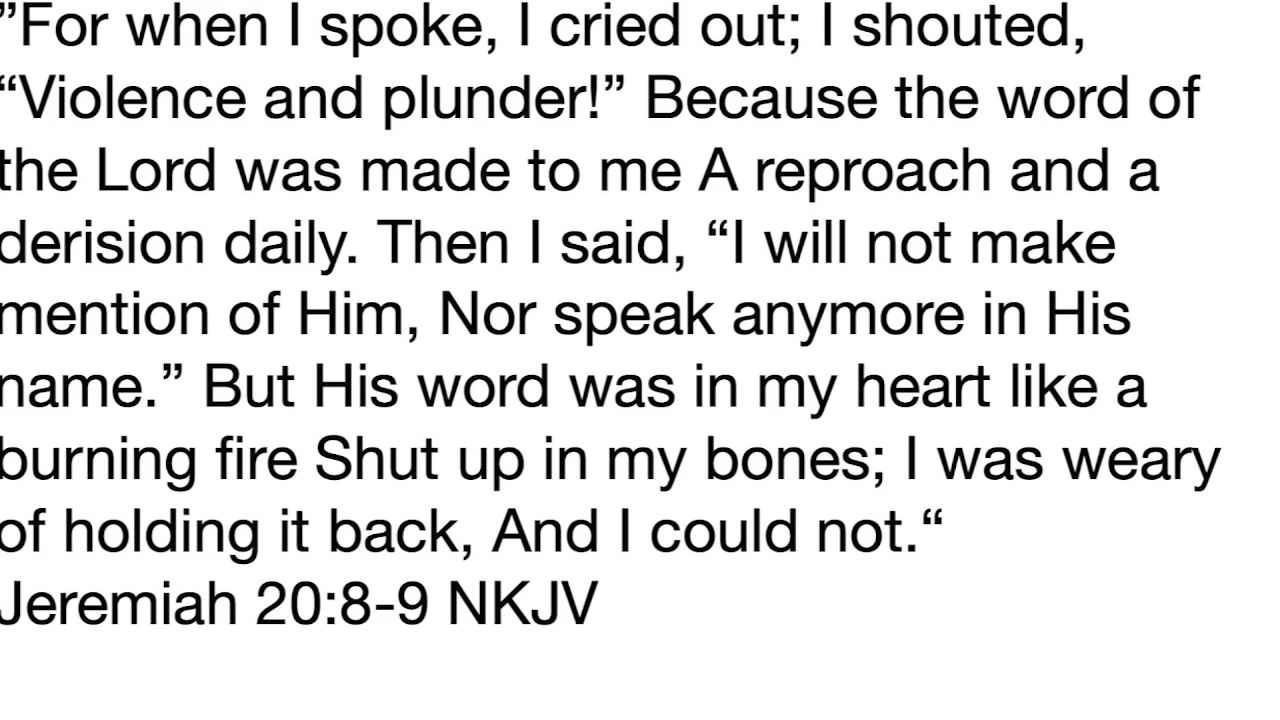 ”For when I spoke, I cried out; I shouted,
“Violence and plunder!” Because the word of
the Lord was made to me A reproach and a
derision daily. Then I said, “I will not make
mention of Him, Nor speak anymore in His
name.” But His word was in my heart like a
burning fire Shut up in my bones; I was weary
of holding it back, And I could not.“
Jeremiah 20:8-9 NKJV